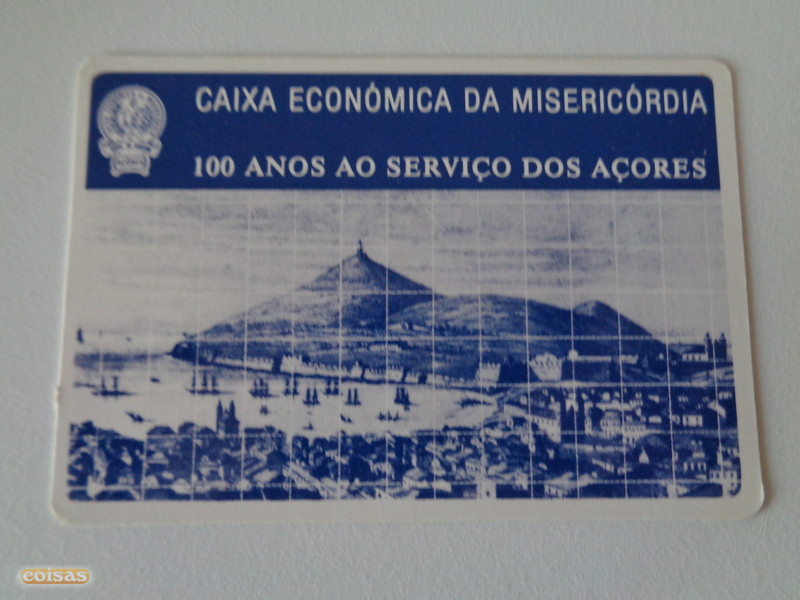 CAIXA ECONÓMICA DA MISERICÓRDIA
100 ANOS AO SERVIÇO DOS AÇORES
coisas